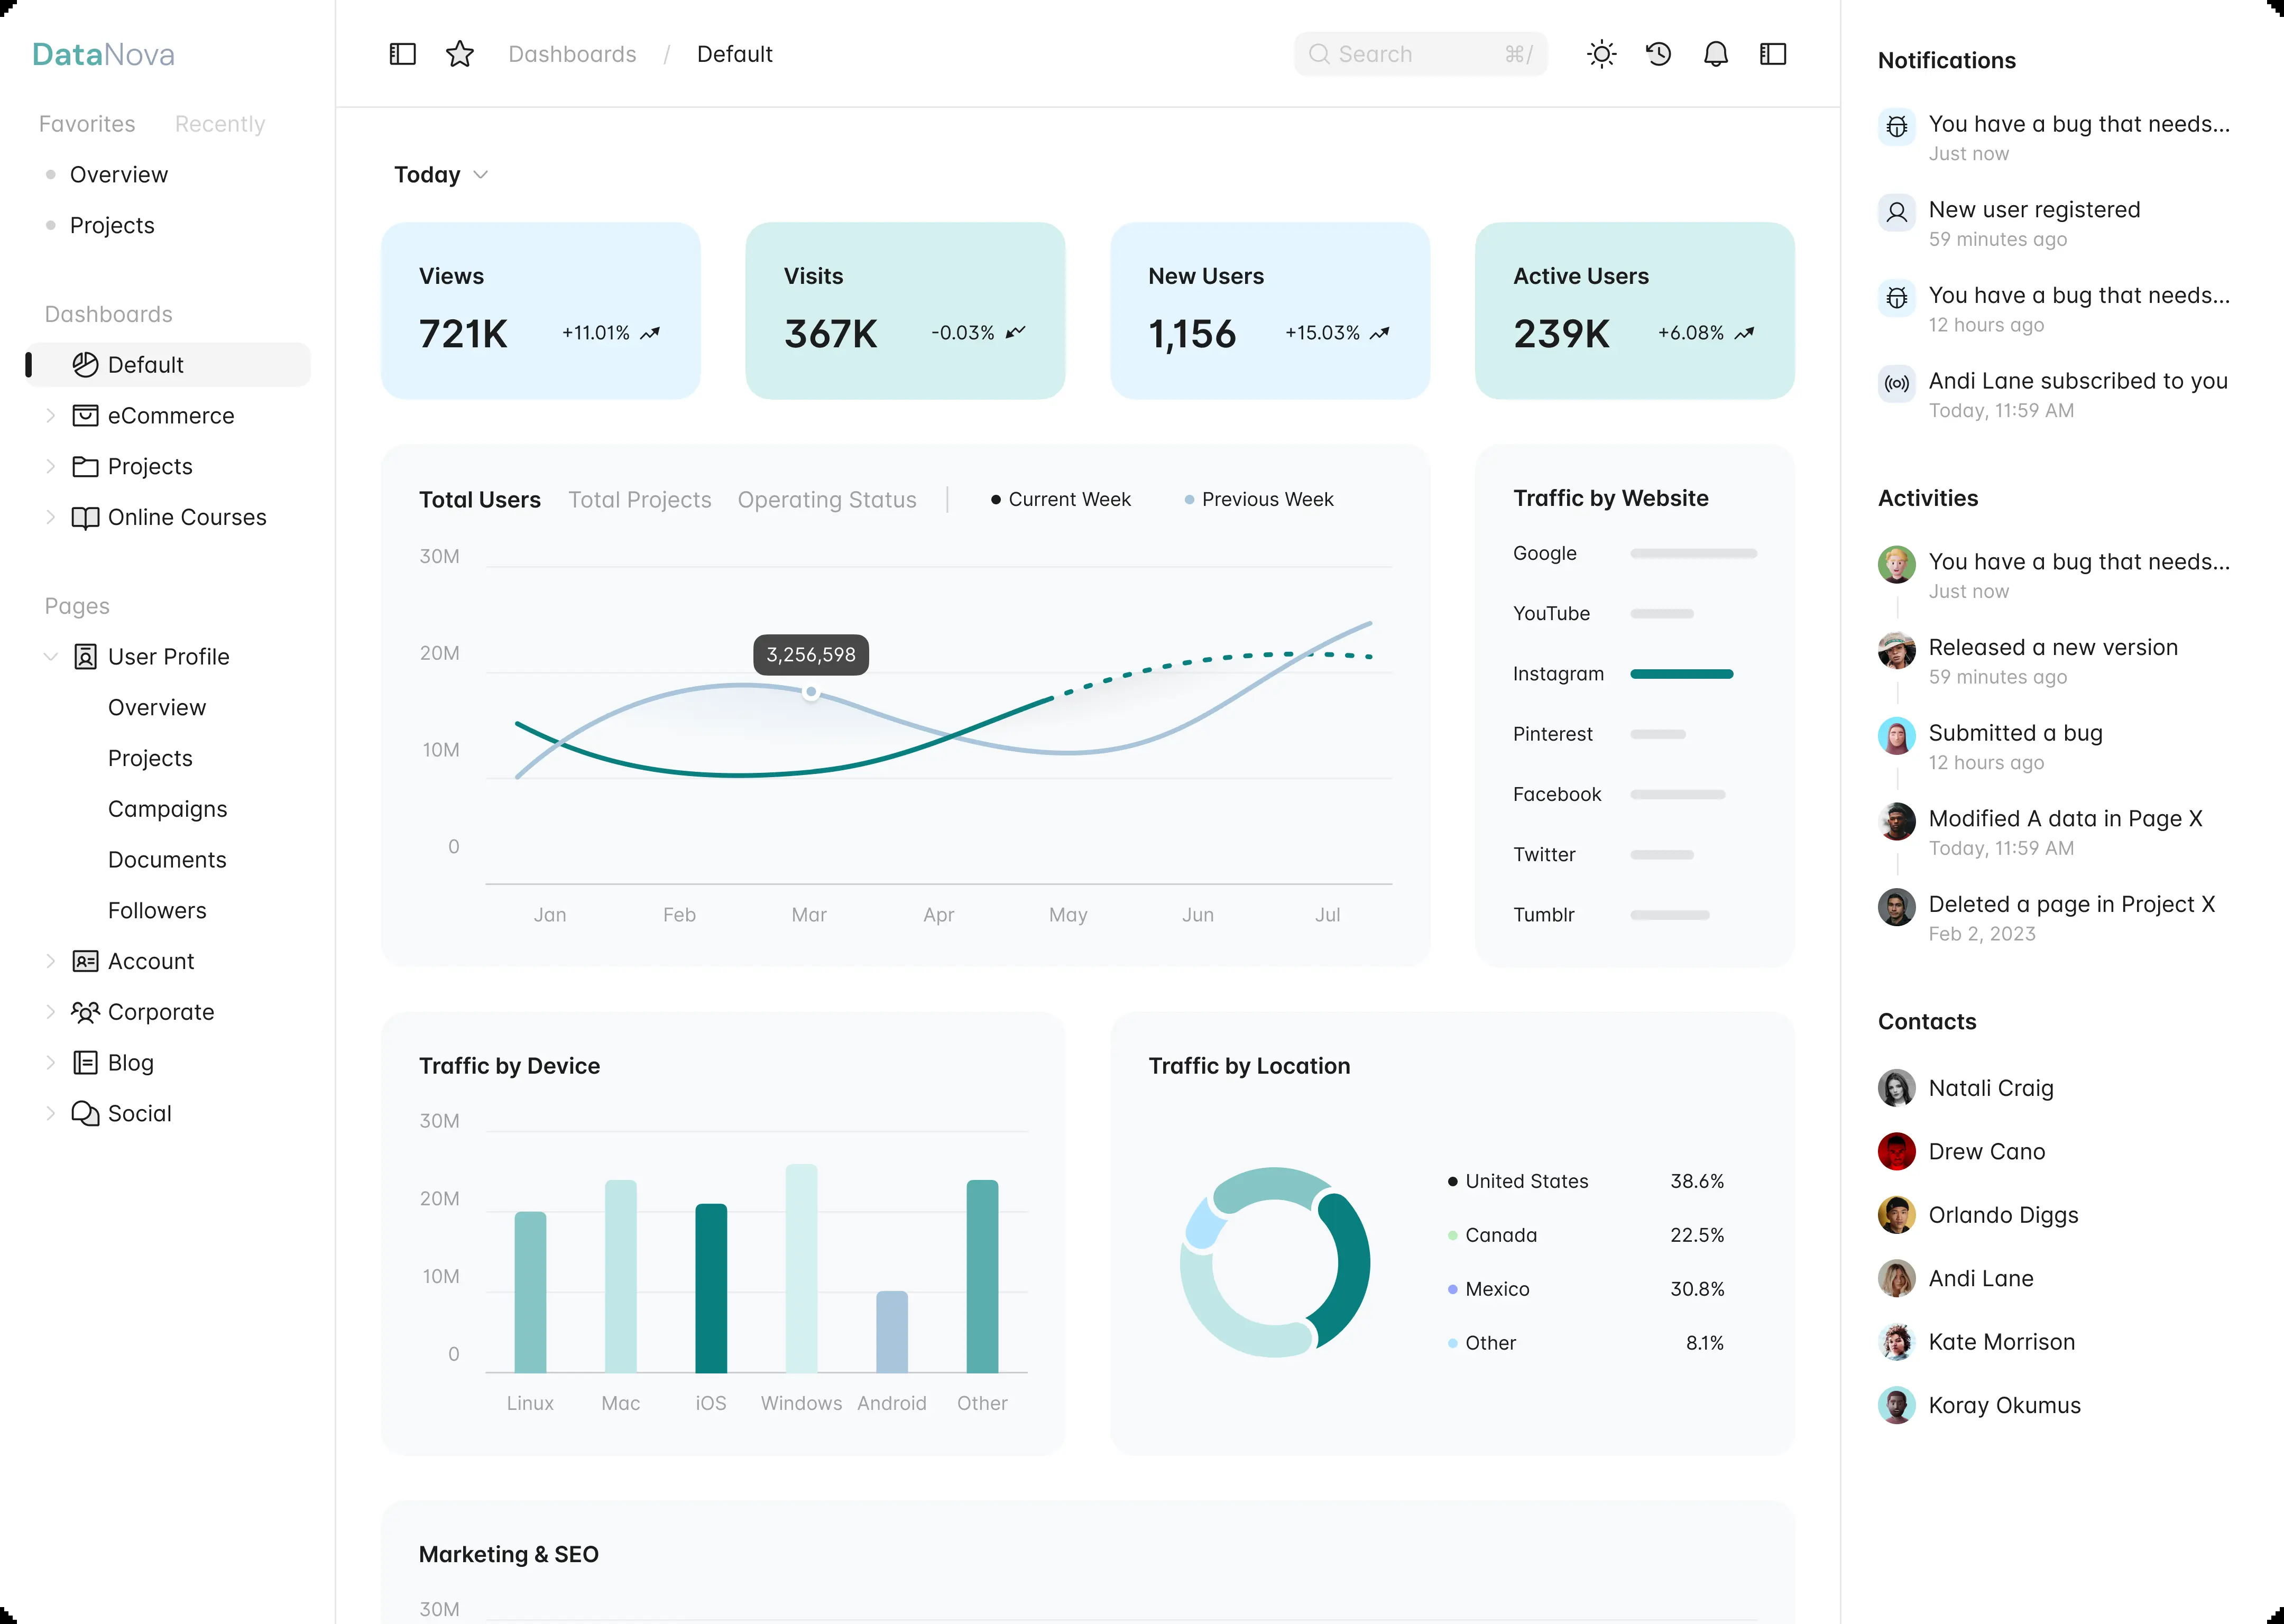 DataNova
Favorites Recently
Overview
Projects
Dashboards
Default
eCommerce
Projects
Online Courses
Pages
User Profile
Overview
Projects
Campaigns
Documents
Followers
Account
Corporate
Blog
Social
Dashboards / Default
Search ⌘/
Today
Views
721K +11.01%
Visits
367K -0.03%
New Users
1,156 +15.03%
Active Users
239K +6.08%
Total Users Total Projects Operating Status Current Week Previous Week
30M
20M
10M
0
3,256,598
Jan Feb Mar Apr May Jun Jul
Traffic by Website
Google
YouTube
Instagram
Pinterest
Facebook
Twitter
Tumblr
Traffic by Device
30M
20M
10M
0
Linux Mac iOS Windows Android Other
Traffic by Location
United States 38.6%
Canada 22.5%
Mexico 30.8%
Other 8.1%
Marketing & SEO
30M
Notifications
You have a bug that needs...
Just now
New user registered
59 minutes ago
You have a bug that needs...
12 hours ago
Andi Lane subscribed to you
Today, 11:59 AM
Activities
You have a bug that needs...
Just now
Released a new version
59 minutes ago
Submitted a bug
12 hours ago
Modified A data in Page X
Today, 11:59 AM
Deleted a page in Project X
Feb 2, 2023
Contacts
Natali Craig
Drew Cano
Orlando Diggs
Andi Lane
Kate Morrison
Koray Okumus